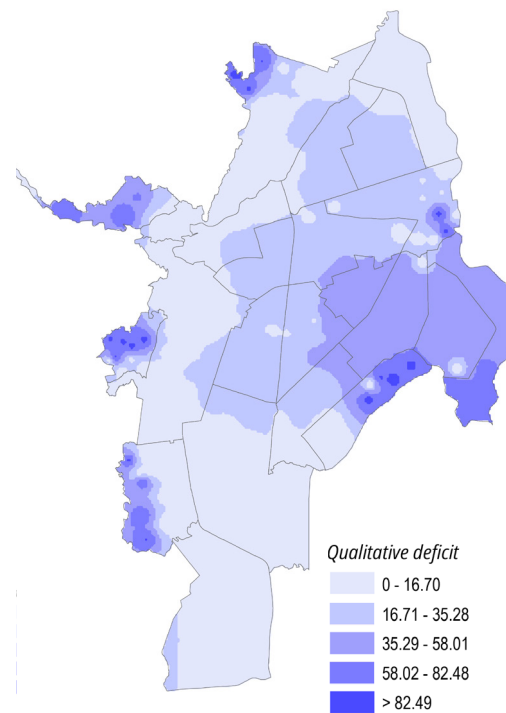 Qualitative deficit
0 - 16.70
16.71 - 35.28
35.29 - 58.01
58.02 - 82.48
> 82.49